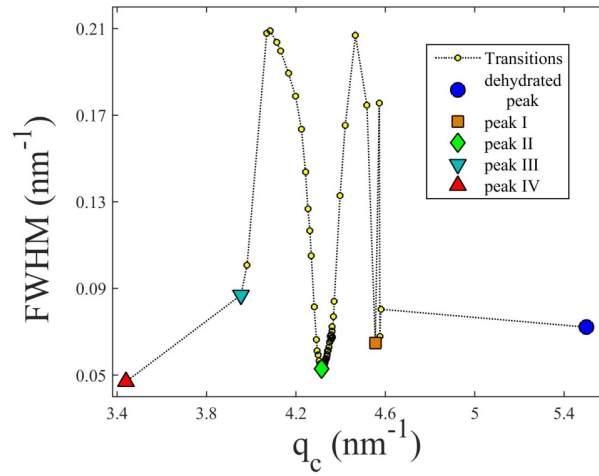 0.21
0.17
0.13
0.09
0.05
FWHM (nm⁻¹)
3.4 3.8 4.2 4.6 5 5.4
q_c (nm⁻¹)
Transitions
dehydrated
peak
peak I
peak II
peak III
peak IV